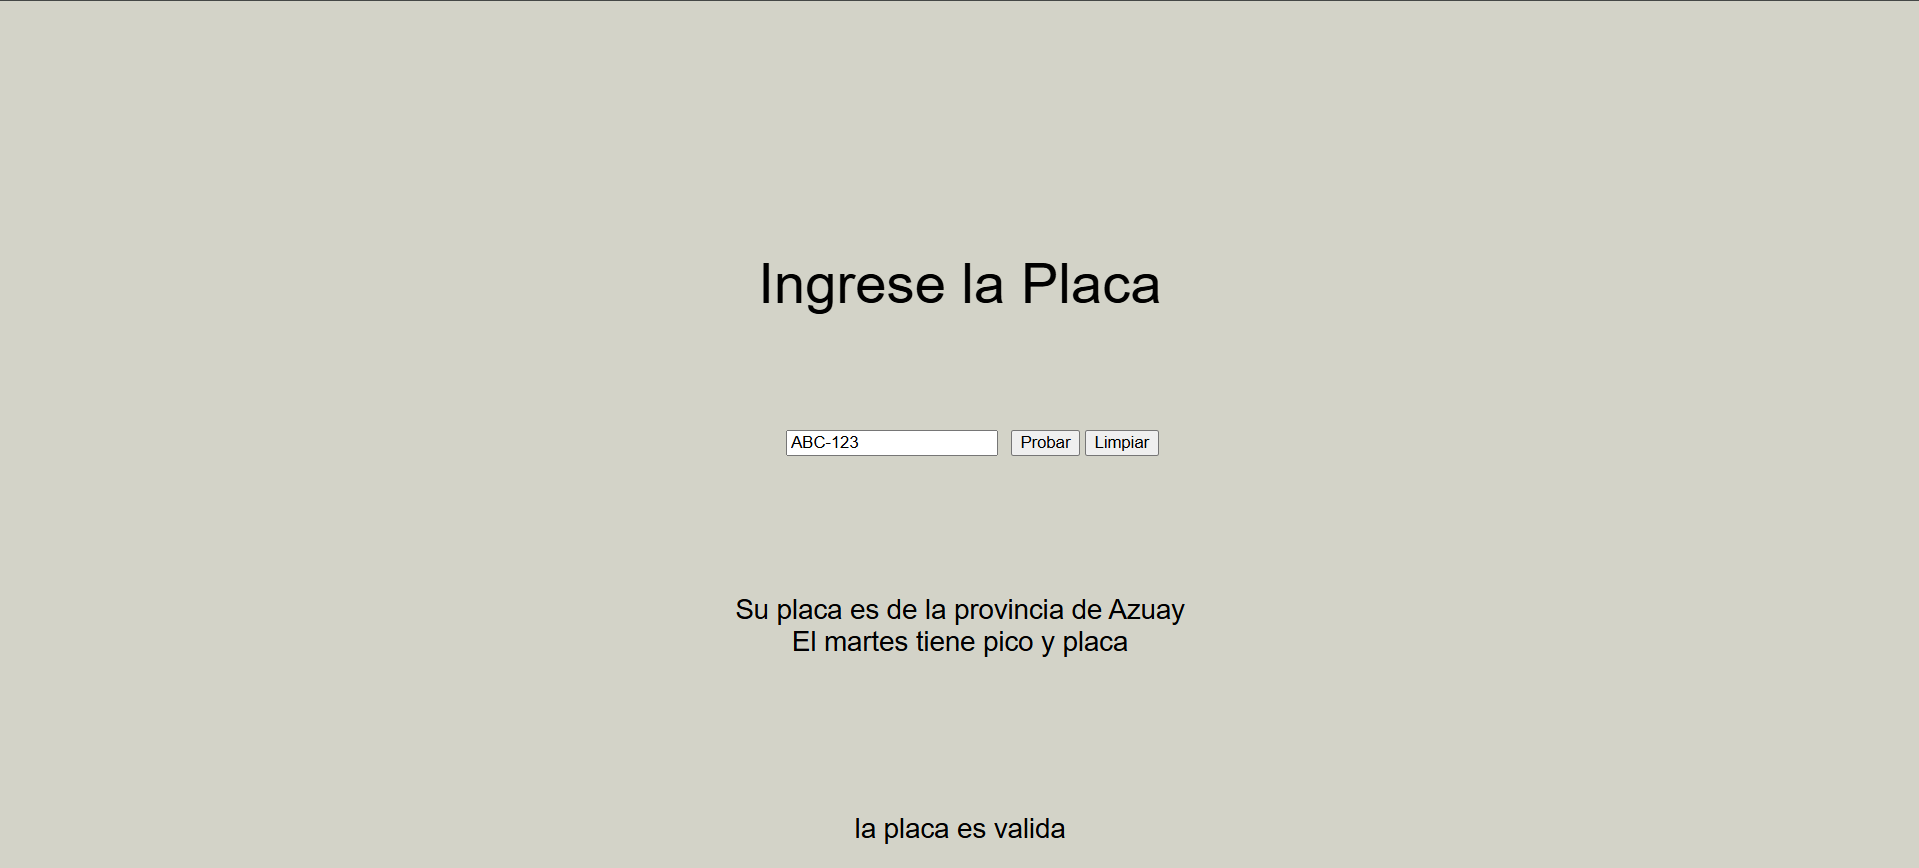 Ingrese la Placa
ABC-123 Probar Limpiar
Su placa es de la provincia de Azuay
El martes tiene pico y placa
la placa es valida